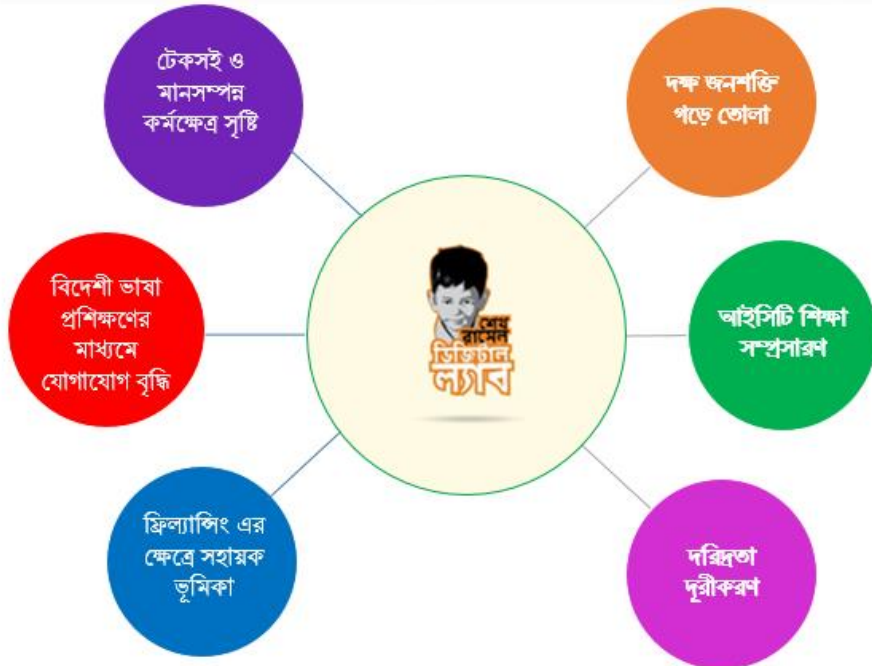 টেকসই ও
মানসম্পন্ন
কর্মক্ষেত্র সৃষ্টি
দক্ষ জনশক্তি
গড়ে তোলা
বিদেশী ভাষা
প্রশিক্ষণের
মাধ্যমে
যোগাযোগ বৃদ্ধি
শেখ
রাসেল
ডিজিটাল
ল্যাব
আইসিটি শিক্ষা
সম্প্রসারণ
ফ্রিল্যান্সিং এর
ক্ষেত্রে সহায়ক
ভূমিকা
দরিদ্রতা
দূরীকরণ